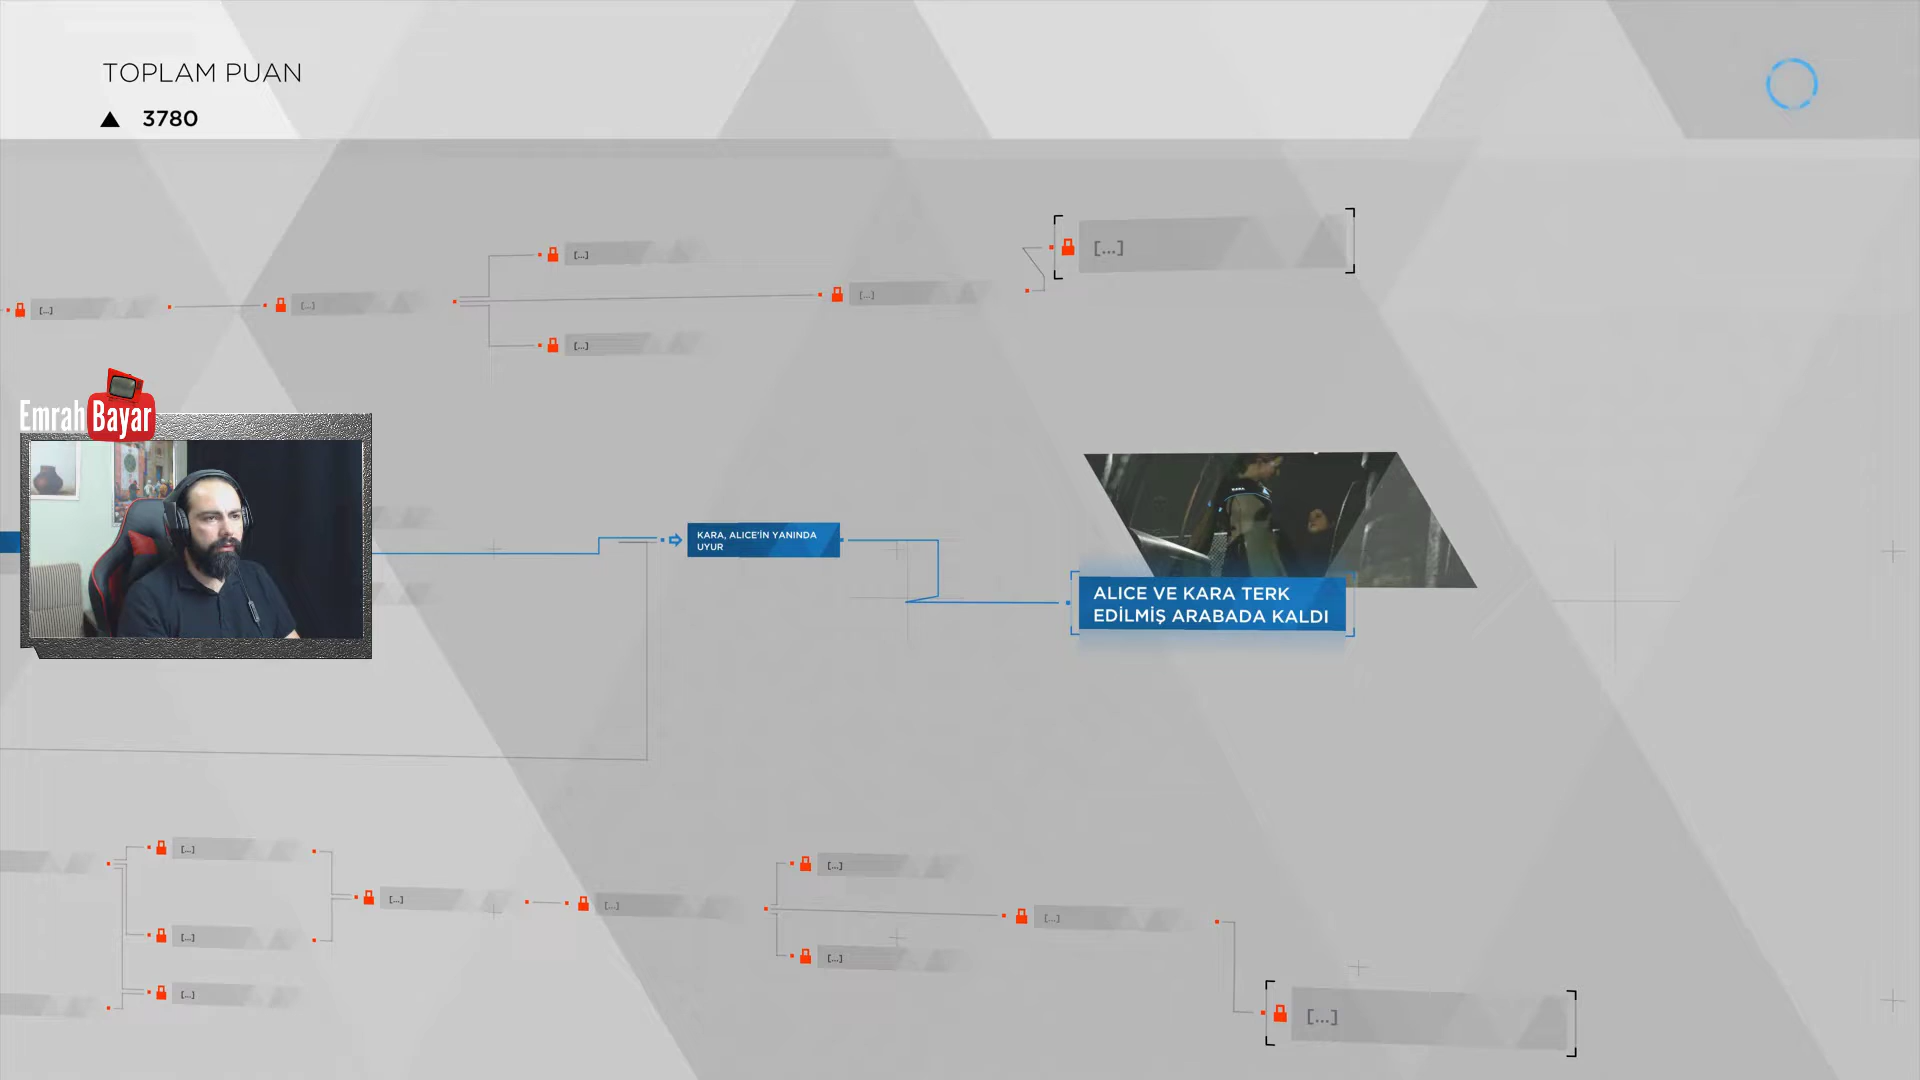 TOPLAM PUAN
3780
[...]
[...]
[...]
[...]
[...]
[...]
Emrah Bayar
KARA, ALICE'İN YANINDA
UYUR
ALICE VE KARA TERK
EDİLMİŞ ARABADA KALDI
[...]
[...]
[...]
[...]
[...]
[...]
[...]
[...]
[...]